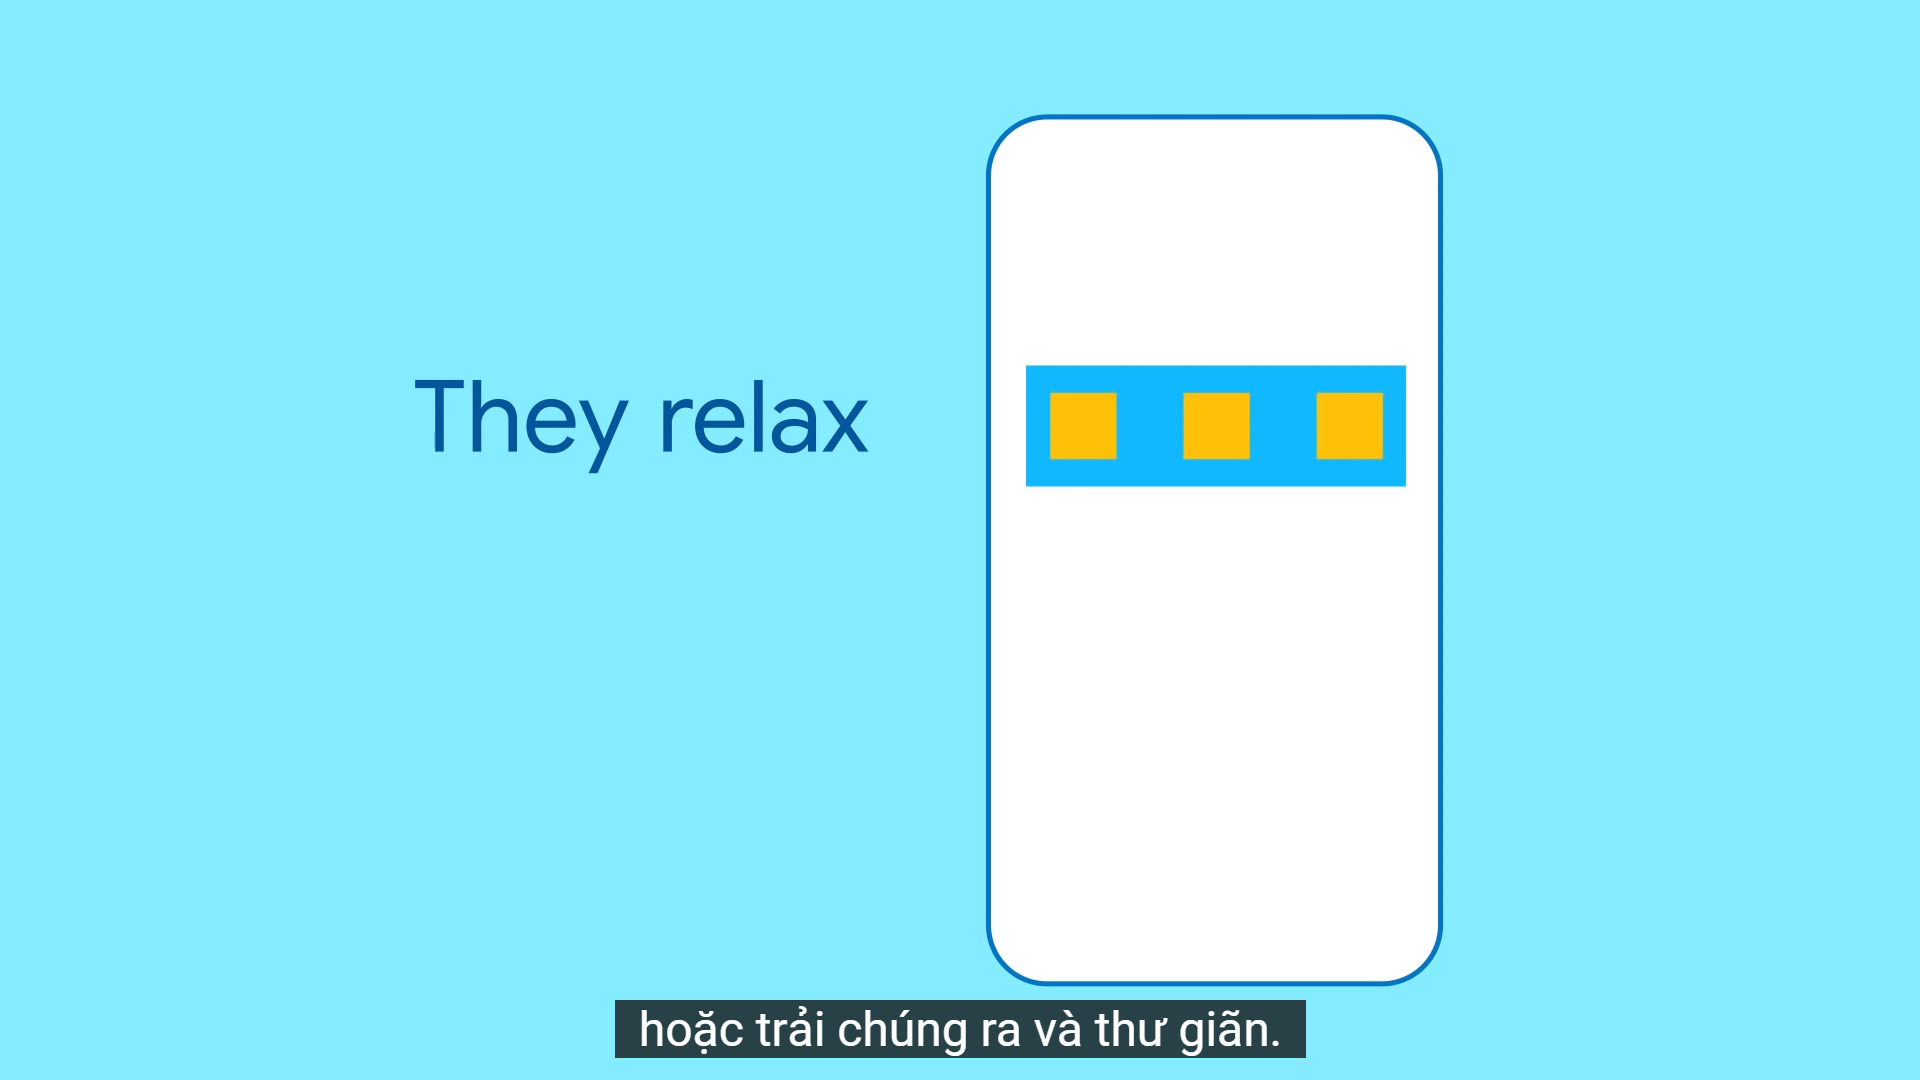 They relax
hoặc trải chúng ra và thư giãn.